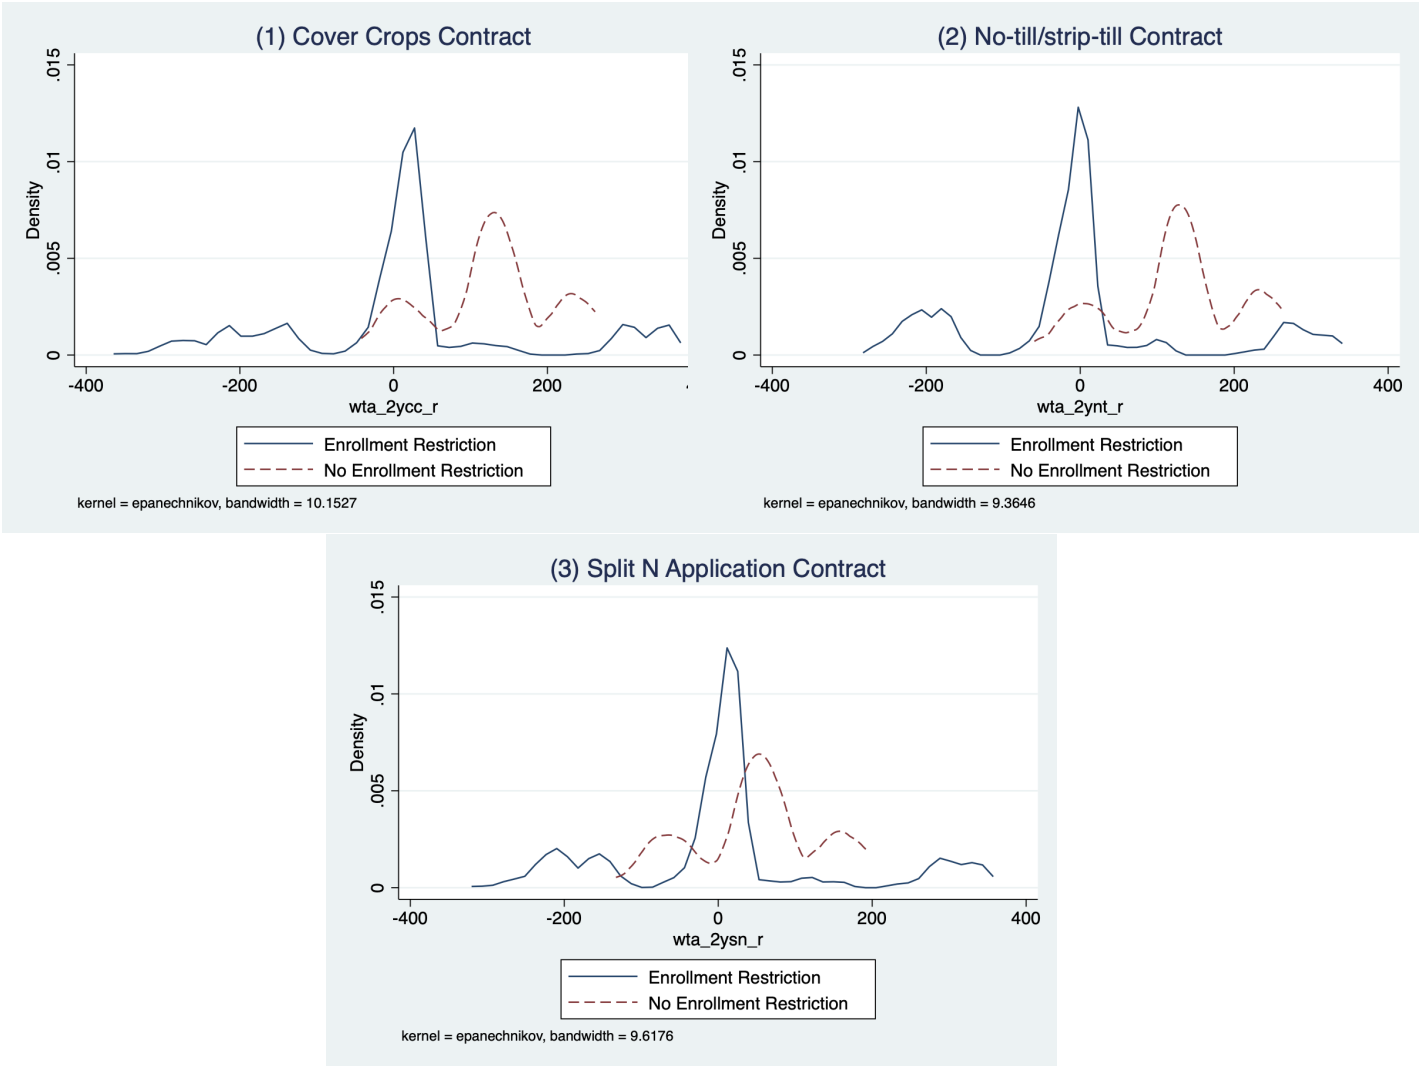 (1) Cover Crops Contract
.015
.01
.005
0
Density
-400
-200
0
200
wta_2ycc_r
Enrollment Restriction
No Enrollment Restriction
kernel = epanechnikov, bandwidth = 10.1527
(2) No-till/strip-till Contract
.015
.01
.005
0
Density
-400
-200
0
200
400
wta_2ynt_r
Enrollment Restriction
No Enrollment Restriction
kernel = epanechnikov, bandwidth = 9.3646
(3) Split N Application Contract
.015
.01
.005
0
Density
-400
-200
0
200
400
wta_2ysn_r
Enrollment Restriction
No Enrollment Restriction
kernel = epanechnikov, bandwidth = 9.6176